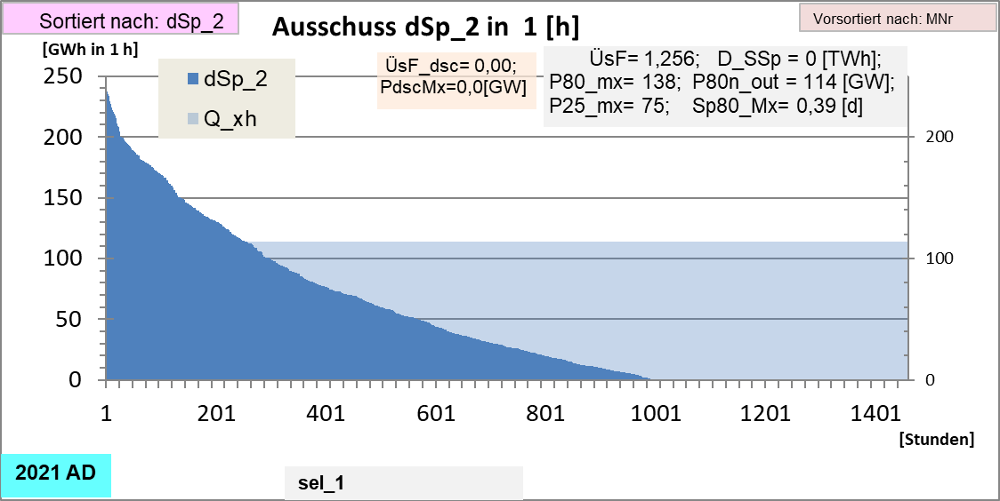 Sortiert nach: dSp_2
Ausschuss dSp_2 in 1 [h]
Vorsortiert nach: MNr
[GWh in 1 h]
ÜsF_dsc= 0,00;
PdscMx=0,0[GW]
ÜsF= 1,256; D_SSp = 0 [TWh];
P80_mx= 138; P80n_out = 114 [GW];
P25_mx= 75; Sp80_Mx= 0,39 [d]
dSp_2
Q_xh
250
200
150
100
50
0
200
100
0
1 201 401 601 801 1001 1201 1401
[Stunden]
2021 AD
sel_1